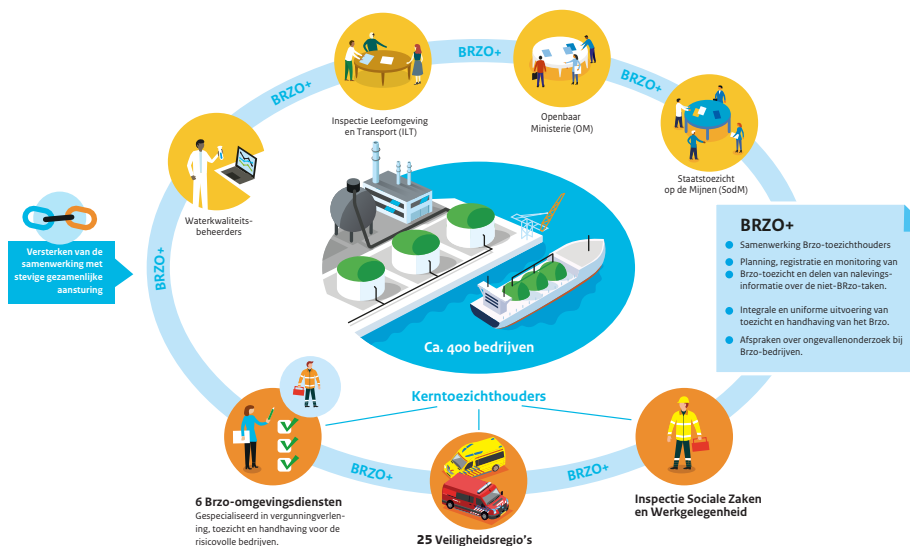 BRZO+
BRZO+
BRZO+
BRZO+
Inspectie Leefomgeving
en Transport (ILT)
Openbaar
Ministerie (OM)
Staatstoezicht
op de Mijnen (SodM)
Waterkwaliteits-
beheerders
Versterken van de
samenwerking met
stevige gezamenlijke
aansturing
BRZO+
Samenwerking Brzo-toezichthouders
Planning, registratie en monitoring van
Brzo-toezicht en delen van nalevings-
informatie over de niet-BRzo-taken.
Integrale en uniforme uitvoering van
toezicht en handhaving van het Brzo.
Afspraken over ongevallenonderzoek bij
Brzo-bedrijven.
Ca. 400 bedrijven
Kerntoezichthouders
BRZO+
BRZO+
6 Brzo-omgevingsdiensten
Gespecialiseerd in vergunningverlen-
ing, toezicht en handhaving voor de
risicovolle bedrijven.
25 Veiligheidsregio's
Inspectie Sociale Zaken
en Werkgelegenheid